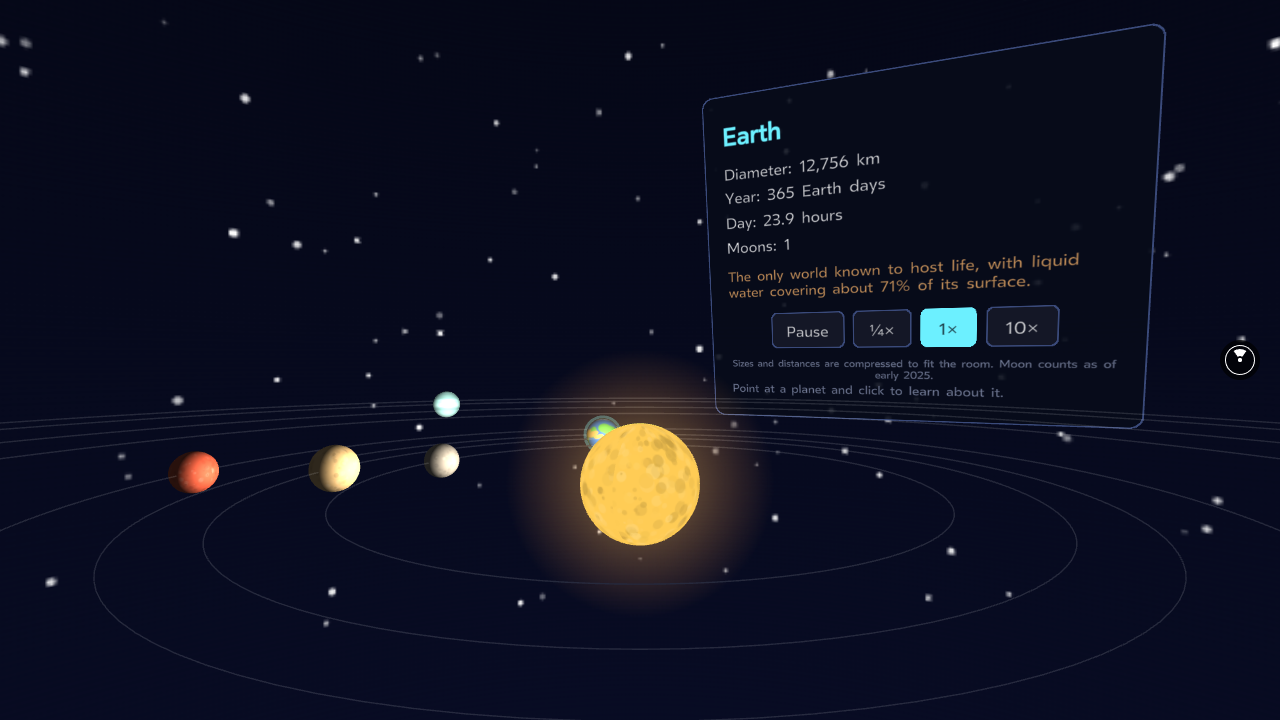 Earth
Diameter: 12,756 km
Year: 365 Earth days
Day: 23.9 hours
Moons: 1
The only world known to host life, with liquid
water covering about 71% of its surface.
Pause ¼× 1× 10×
Sizes and distances are compressed to fit the room. Moon counts as of
early 2025.
Point at a planet and click to learn about it.